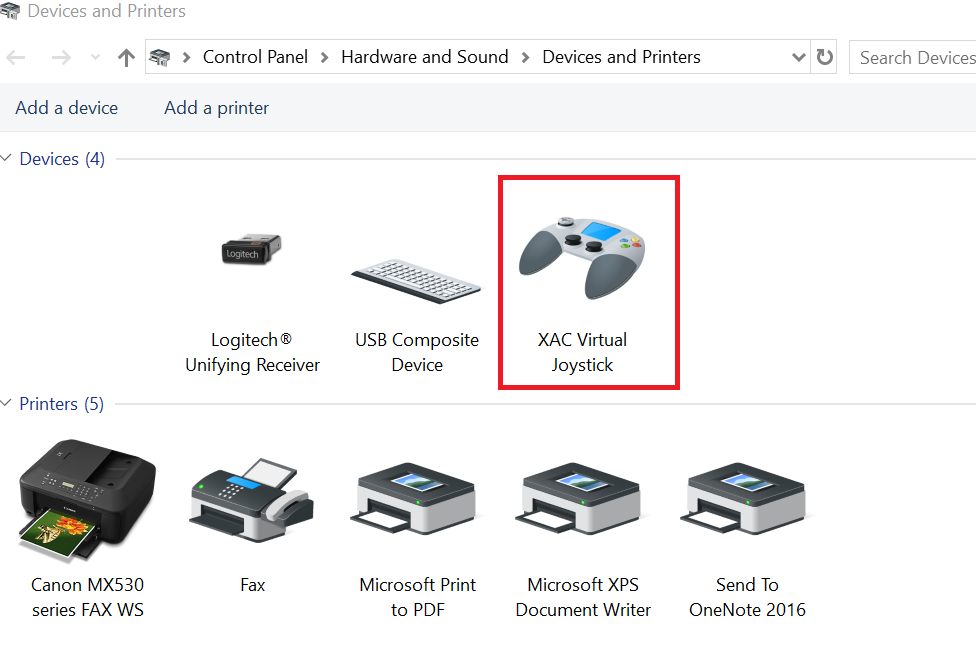 Devices and Printers
Control Panel > Hardware and Sound > Devices and Printers
Search Devices
Add a device
Add a printer
Devices (4)
Logitech
Logitech®
Unifying Receiver
USB Composite
Device
XAC Virtual
Joystick
Printers (5)
Canon MX530
series FAX WS
Fax
Microsoft Print
to PDF
Microsoft XPS
Document Writer
Send To
OneNote 2016